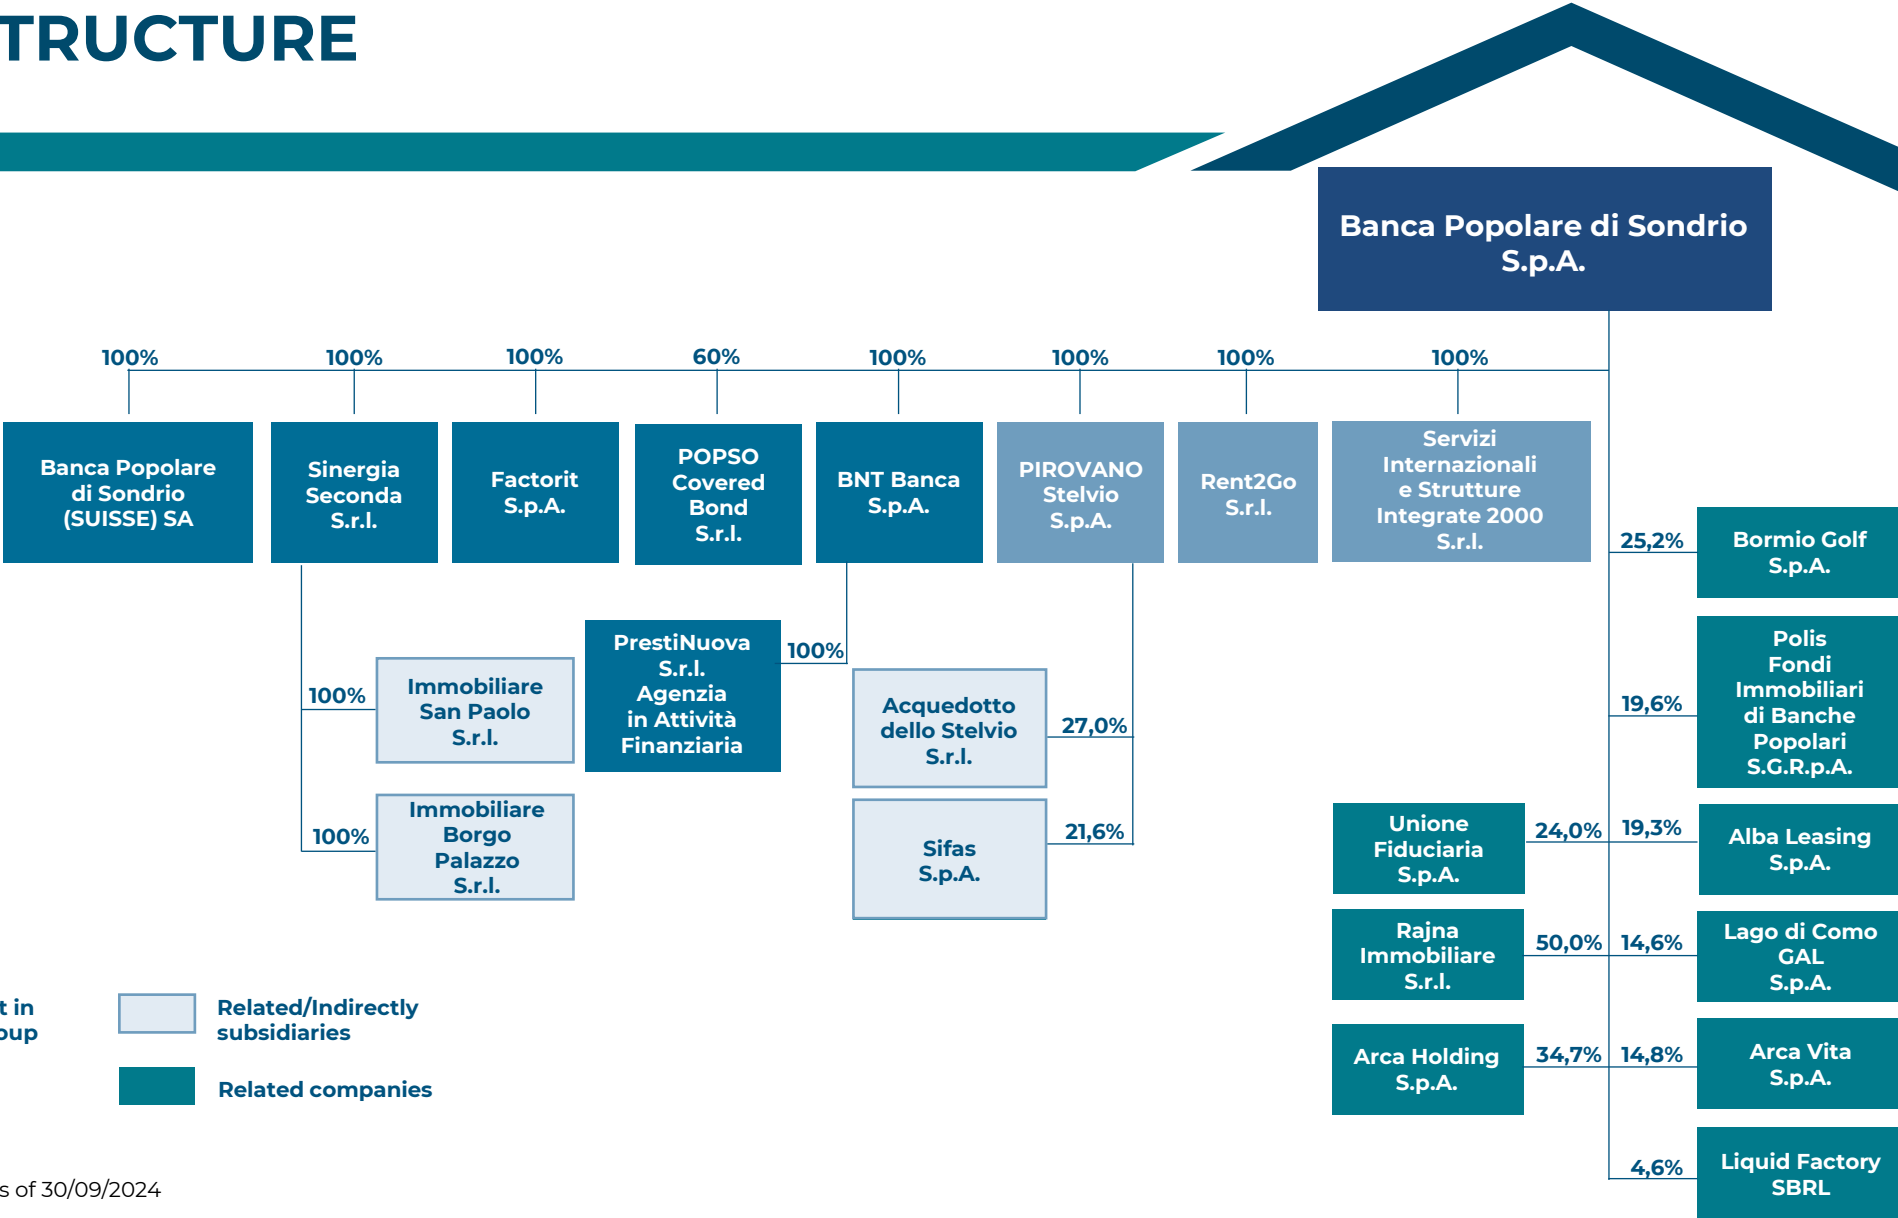 TRUCTURE
Banca Popolare di Sondrio
S.p.A.
100%
100%
100%
60%
100%
100%
100%
100%
Banca Popolare
di Sondrio
(SUISSE) SA
Sinergia
Seconda
S.r.l.
Factorit
S.p.A.
POPSO
Covered
Bond
S.r.l.
BNT Banca
S.p.A.
PIROVANO
Stelvio
S.p.A.
Rent2Go
S.r.l.
Servizi
Internazionali
e Strutture
Integrate 2000
S.r.l.
25,2%
Bormio Golf
S.p.A.
PrestiNuova
S.r.l.
Agenzia
in Attività
Finanziaria
100%
100%
Immobiliare
San Paolo
S.r.l.
Acquedotto
dello Stelvio
S.r.l.
27,0%
19,6%
Polis
Fondi
Immobiliari
di Banche
Popolari
S.G.R.p.A.
100%
Immobiliare
Borgo
Palazzo
S.r.l.
Sifas
S.p.A.
21,6%
Unione
Fiduciaria
S.p.A.
24,0%
19,3%
Alba Leasing
S.p.A.
Rajna
Immobiliare
S.r.l.
50,0%
14,6%
Lago di Como
GAL
S.p.A.
t in
oup
Related/Indirectly
subsidiaries
Arca Holding
S.p.A.
34,7%
14,8%
Arca Vita
S.p.A.
Related companies
4,6%
Liquid Factory
SBRL
s of 30/09/2024